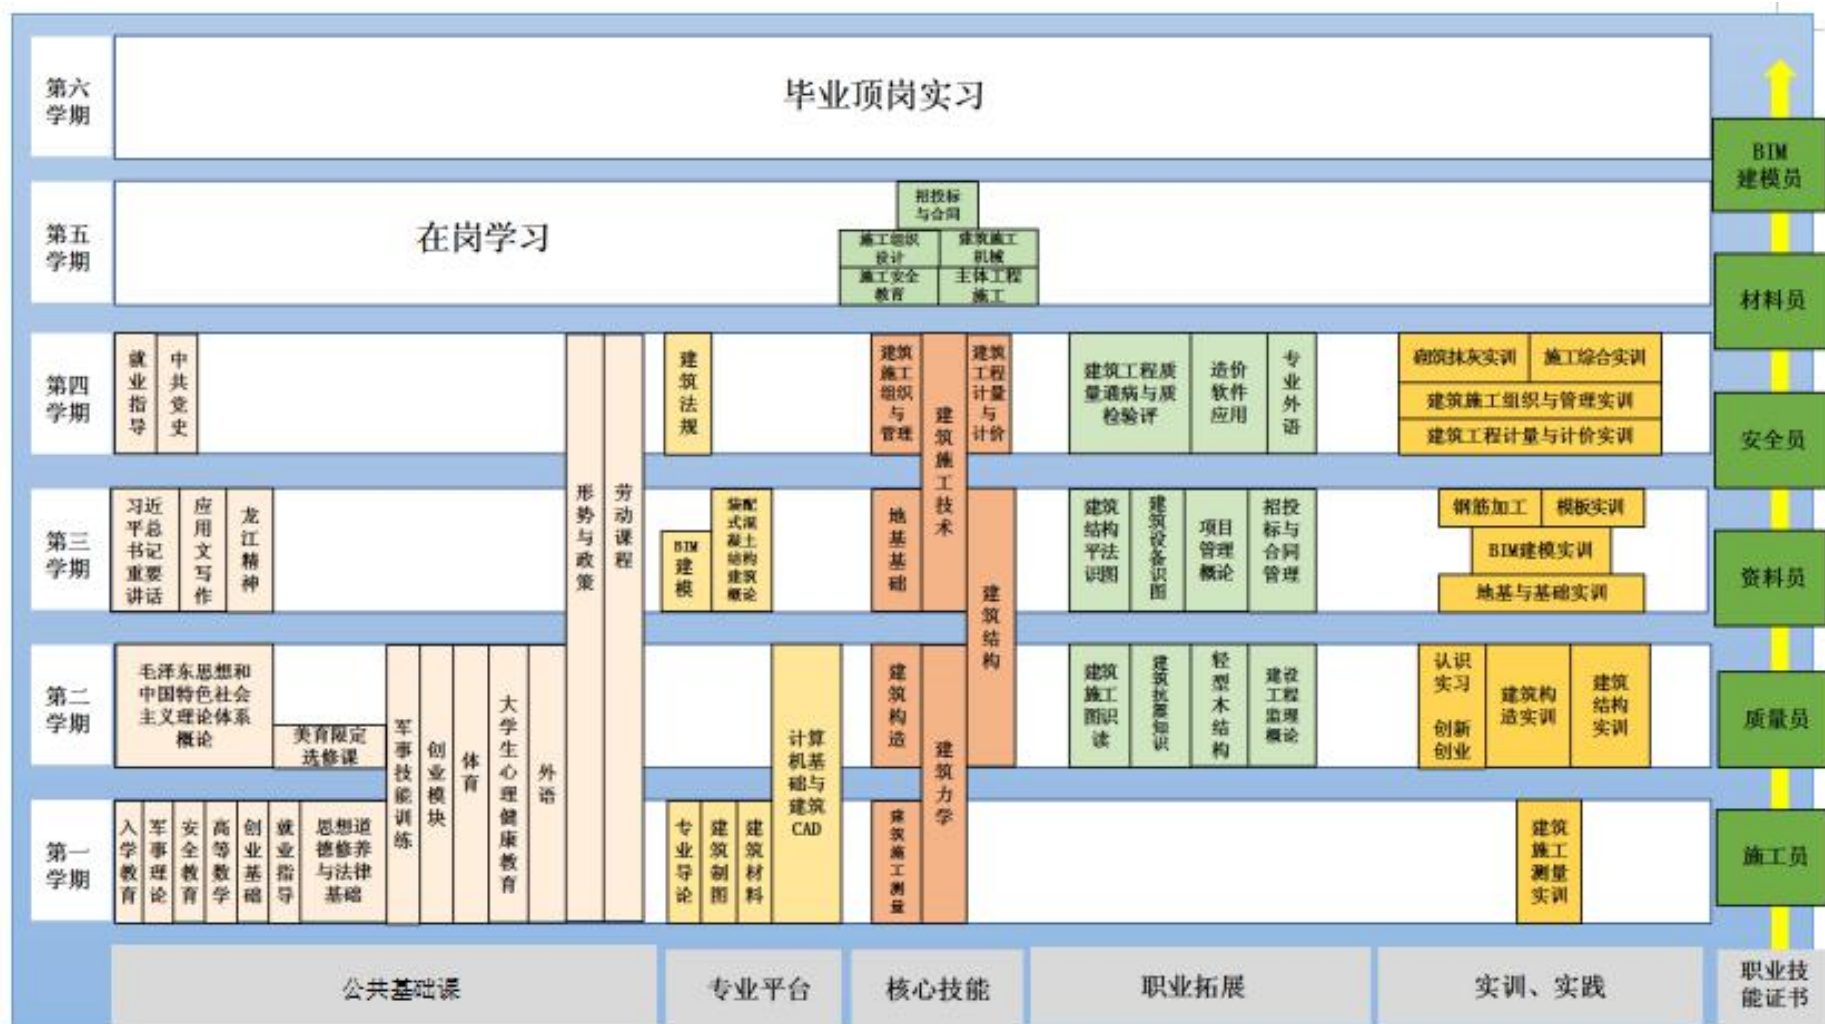 第六
学期
毕业顶岗实习
BIM
建模员
第五
学期
在岗学习
招投标
与合同
施工组织
设计
建筑施工
机械
施工安全
教育
主体工程
施工
材料员
第四
学期
就
业
指
导
中
共
党
史
形
势
与
政
策
劳
动
课
程
建
筑
法
规
建筑
施工
组织
与
管理
建
筑
施
工
技
术
建筑
工程
计量
与
计价
建筑工程质
量通病与质
检验评
造价
软件
应用
专
业
外
语
砌筑抹灰实训
施工综合实训
建筑施工组织与管理实训
建筑工程计量与计价实训
安全员
第三
学期
习近
平总
书记
重要
讲话
应
用
文
写
作
龙
江
精
神
BIM
建
模
装配
式混
凝土
结构
建筑
概论
地
基
基
础
建
筑
结
构
建筑
结构
平法
识图
建
筑
设
备
识
图
项目
管理
概论
招投
标与
合同
管理
钢筋加工
模板实训
BIM建模实训
地基与基础实训
资料员
第二
学期
毛泽东思想和
中国特色社会
主义理论体系
概论
美育限定
选修课
军
事
技
能
训
练
创
业
模
块
体
育
大
学
生
心
理
健
康
教
育
外
语
计算
机基
础与
建筑
CAD
建
筑
构
造
建
筑
力
学
建筑
施工
图识
读
建
筑
抗
震
知
识
轻
型
木
结
构
建设
工程
监理
概论
认识
实习
创新
创业
建筑构
造实训
建筑
结构
实训
质量员
第一
学期
入
学
教
育
军
事
理
论
安
全
教
育
高
等
数
学
创
业
基
础
就
业
指
导
思想道
德修养
与法律
基础
专
业
导
论
建
筑
制
图
建
筑
材
料
建
筑
施
工
测
量
建筑
施工
测量
实训
施工员
公共基础课
专业平台
核心技能
职业拓展
实训、实践
职业技
能证书